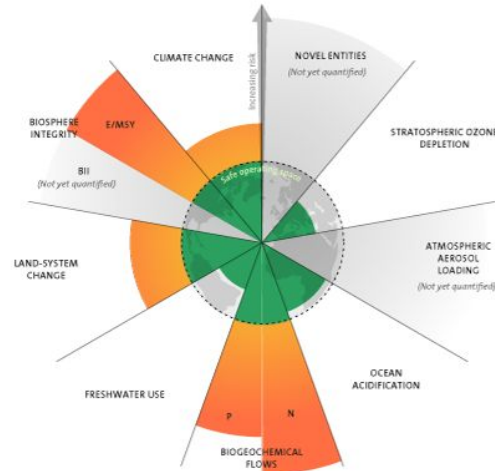 CLIMATE CHANGE
Increasing risk
NOVEL ENTITIES
(Not yet quantified)
STRATOSPHERIC OZONE
DEPLETION
ATMOSPHERIC
AEROSOL
LOADING
(Not yet quantified)
OCEAN
ACIDIFICATION
N
P
BIOGEOCHEMICAL
FLOWS
FRESHWATER USE
LAND-SYSTEM
CHANGE
BII
(Not yet quantified)
BIOSPHERE
INTEGRITY
E/MSY
Safe operating space